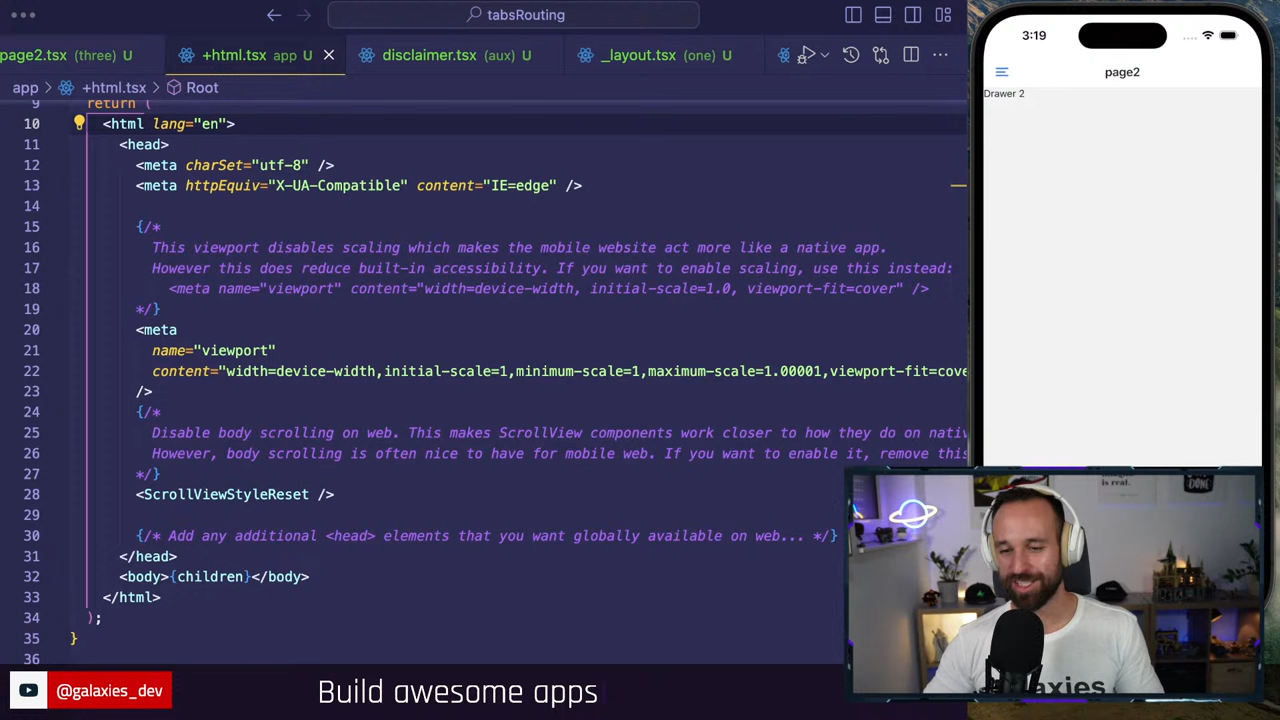 tabsRouting
page2.tsx (three) U
+html.tsx app U
disclaimer.tsx (aux) U
_layout.tsx (one) U
app > +html.tsx > Root
9 return (
10 <html lang="en">
11 <head>
12 <meta charSet="utf-8" />
13 <meta httpEquiv="X-UA-Compatible" content="IE=edge" />
14
15 {/*
16 This viewport disables scaling which makes the mobile website act more like a native app.
17 However this does reduce built-in accessibility. If you want to enable scaling, use this instead:
18 <meta name="viewport" content="width=device-width, initial-scale=1.0, viewport-fit=cover" />
19 */}
20 <meta
21 name="viewport"
22 content="width=device-width,initial-scale=1,minimum-scale=1,maximum-scale=1.00001,viewport-fit=cove
23 />
24 {/*
25 Disable body scrolling on web. This makes ScrollView components work closer to how they do on nati
26 However, body scrolling is often nice to have for mobile web. If you want to enable it, remove this
27 */}
28 <ScrollViewStyleReset />
29
30 {/* Add any additional <head> elements that you want globally available on web... */}
31 </head>
32 <body>{children}</body>
33 </html>
34 );
35 }
36
3:19
page2
Drawer 2
is real.
DONE
galaxies
@galaxies_dev
Build awesome apps